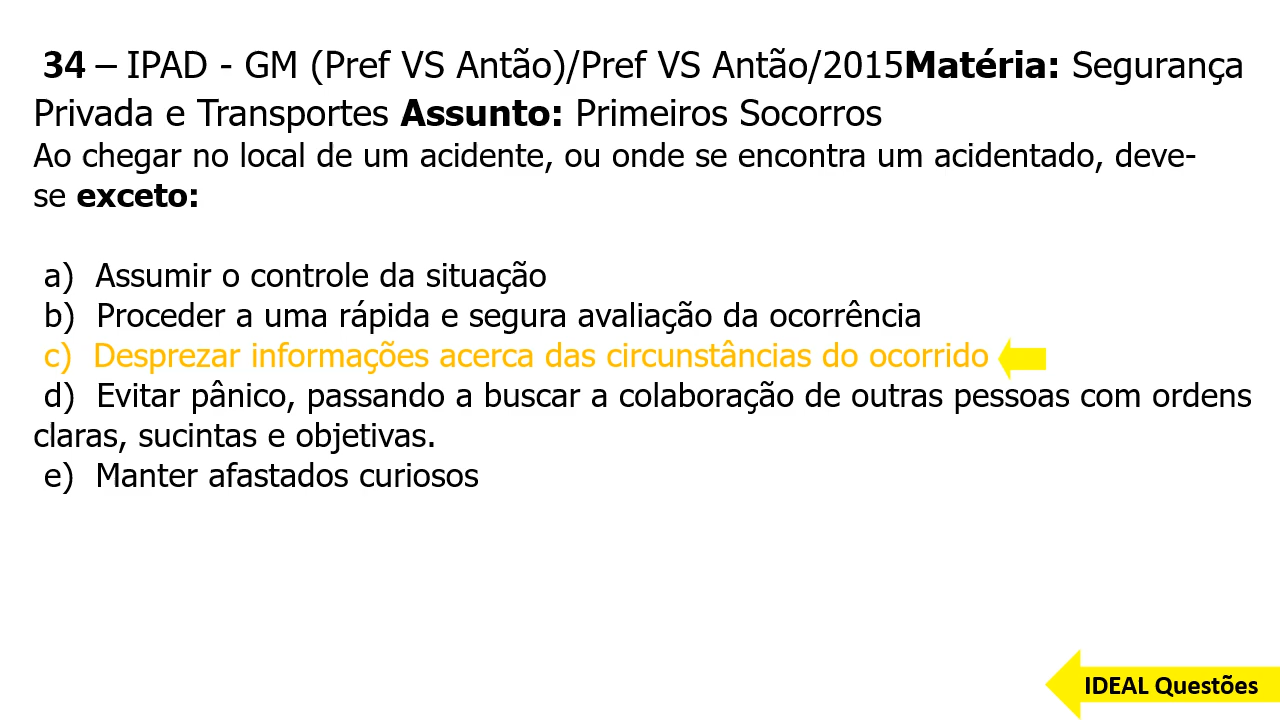 34 – IPAD - GM (Pref VS Antão)/Pref VS Antão/2015Matéria: Segurança
Privada e Transportes Assunto: Primeiros Socorros
Ao chegar no local de um acidente, ou onde se encontra um acidentado, deve-
se exceto:
a) Assumir o controle da situação
b) Proceder a uma rápida e segura avaliação da ocorrência
c) Desprezar informações acerca das circunstâncias do ocorrido
d) Evitar pânico, passando a buscar a colaboração de outras pessoas com ordens
claras, sucintas e objetivas.
e) Manter afastados curiosos
IDEAL Questões